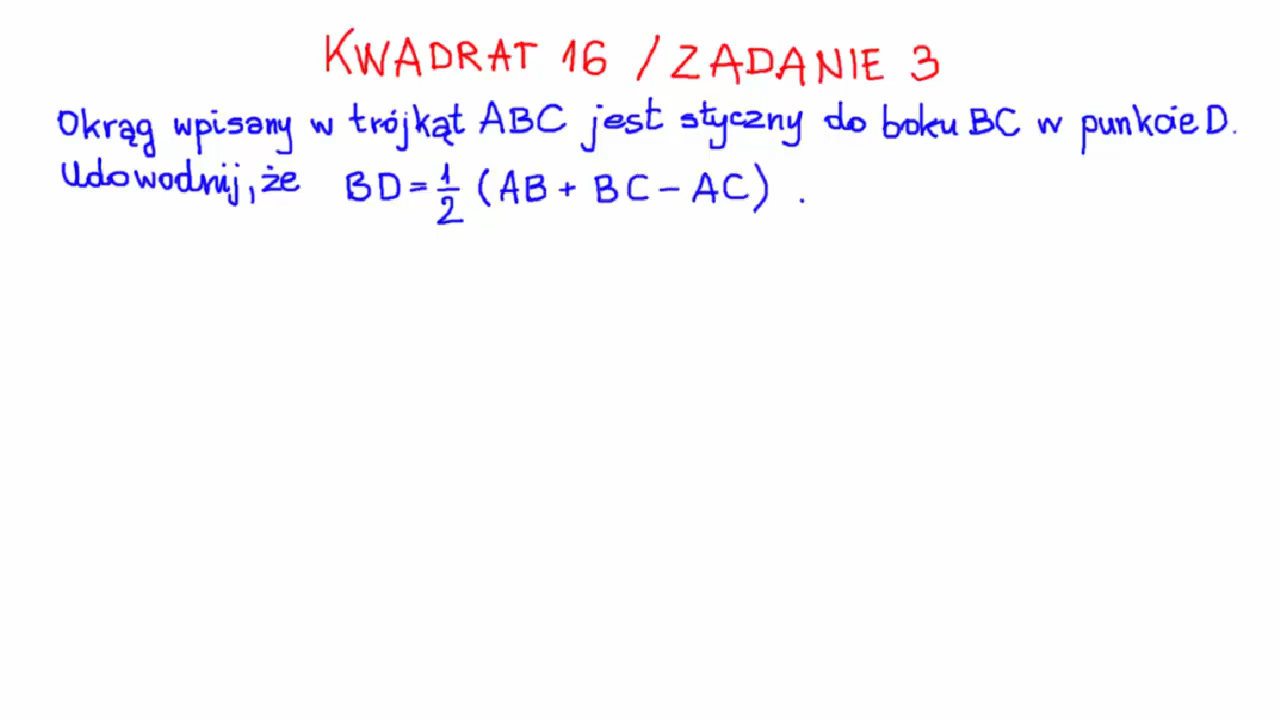 KWADRAT 16 / ZADANIE 3
Okrąg wpisany w trójkąt ABC jest styczny do boku BC w punkcie D.
Udowodnij, że BD = 1/2 (AB + BC - AC) .